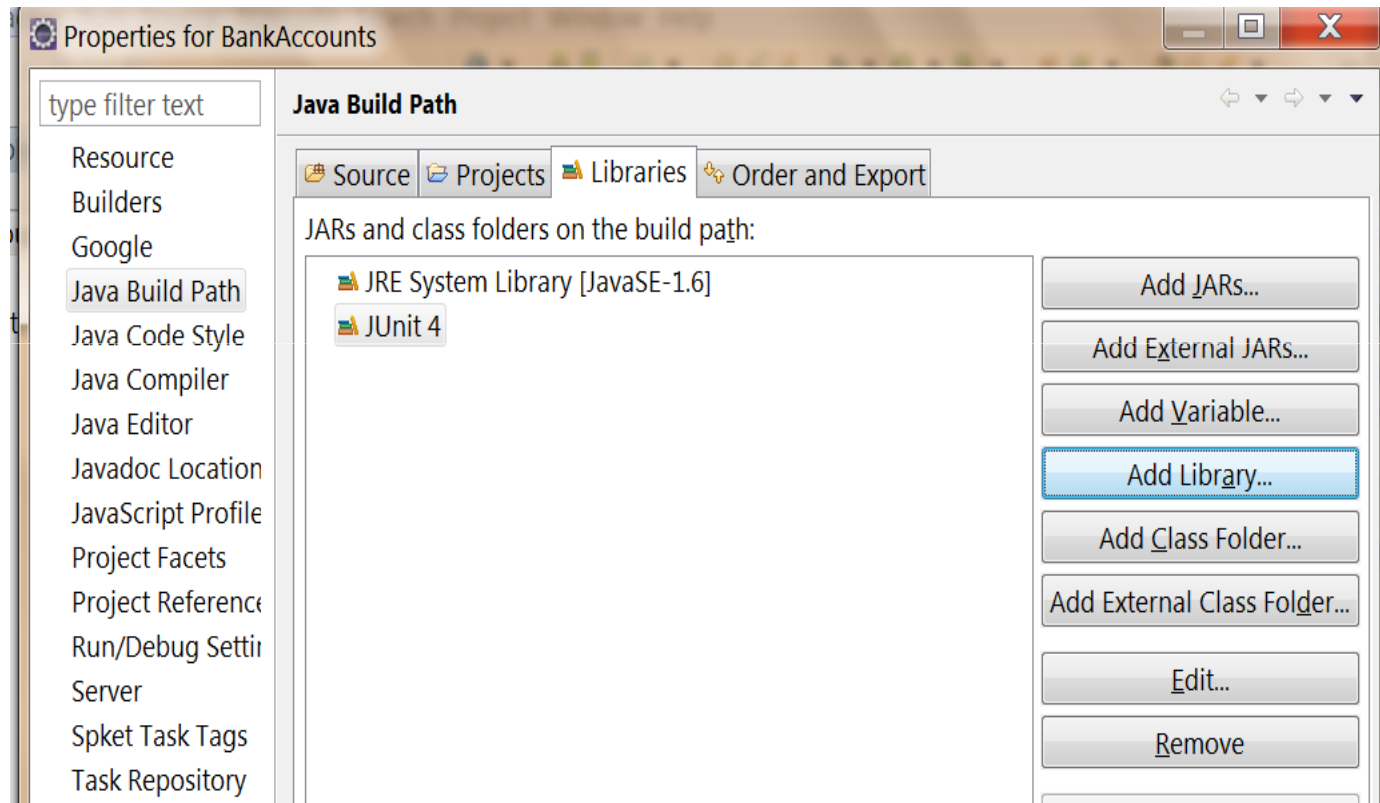 Properties for BankAccounts
X
type filter text
Java Build Path
Resource
Builders
Google
Java Build Path
Java Code Style
Java Compiler
Java Editor
Javadoc Location
JavaScript Profile
Project Facets
Project Reference
Run/Debug Settin
Server
Spket Task Tags
Task Repository
Source Projects Libraries Order and Export
JARs and class folders on the build path:
JRE System Library [JavaSE-1.6]
JUnit 4
Add JARs...
Add External JARs...
Add Variable...
Add Library...
Add Class Folder...
Add External Class Folder...
Edit...
Remove